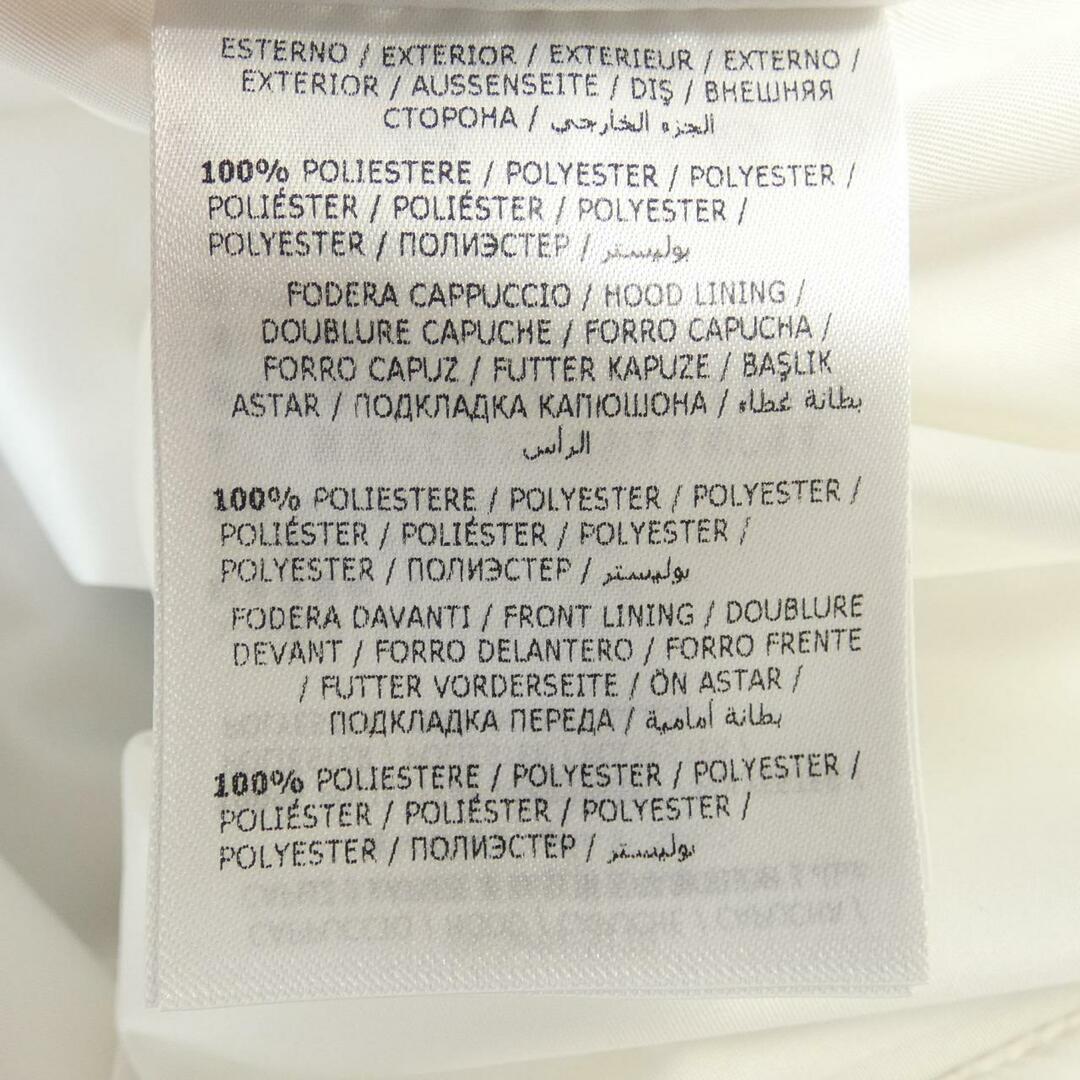 ESTERNO / EXTERIOR / EXTERIEUR / EXTERNO /
EXTERIOR / AUSSENSEITE / DIŞ / ВНЕШНЯЯ
СТОРОНА / الجزء الخارجي
100% POLIESTERE / POLYESTER / POLYESTER /
POLIÉSTER / POLIÉSTER / POLYESTER /
POLYESTER / ПОЛИЭСТЕР / بوليستر
FODERA CAPPUCCIO / HOOD LINING /
DOUBLURE CAPUCHE / FORRO CAPUCHA /
FORRO CAPUZ / FUTTER KAPUZE / BAŞLIK
ASTAR / ПОДКЛАДКА КАПЮШОНА / بطانة غطاء
الرأس
100% POLIESTERE / POLYESTER / POLYESTER /
POLIÉSTER / POLIÉSTER / POLYESTER /
POLYESTER / ПОЛИЭСТЕР / بوليستر
FODERA DAVANTI / FRONT LINING / DOUBLURE
DEVANT / FORRO DELANTERO / FORRO FRENTE
/ FUTTER VORDERSEITE / ÖN ASTAR /
ПОДКЛАДКА ПЕРЕДА / بطانة أمامية
100% POLIESTERE / POLYESTER / POLYESTER /
POLIÉSTER / POLIÉSTER / POLYESTER /
POLYESTER / ПОЛИЭСТЕР / بوليستر